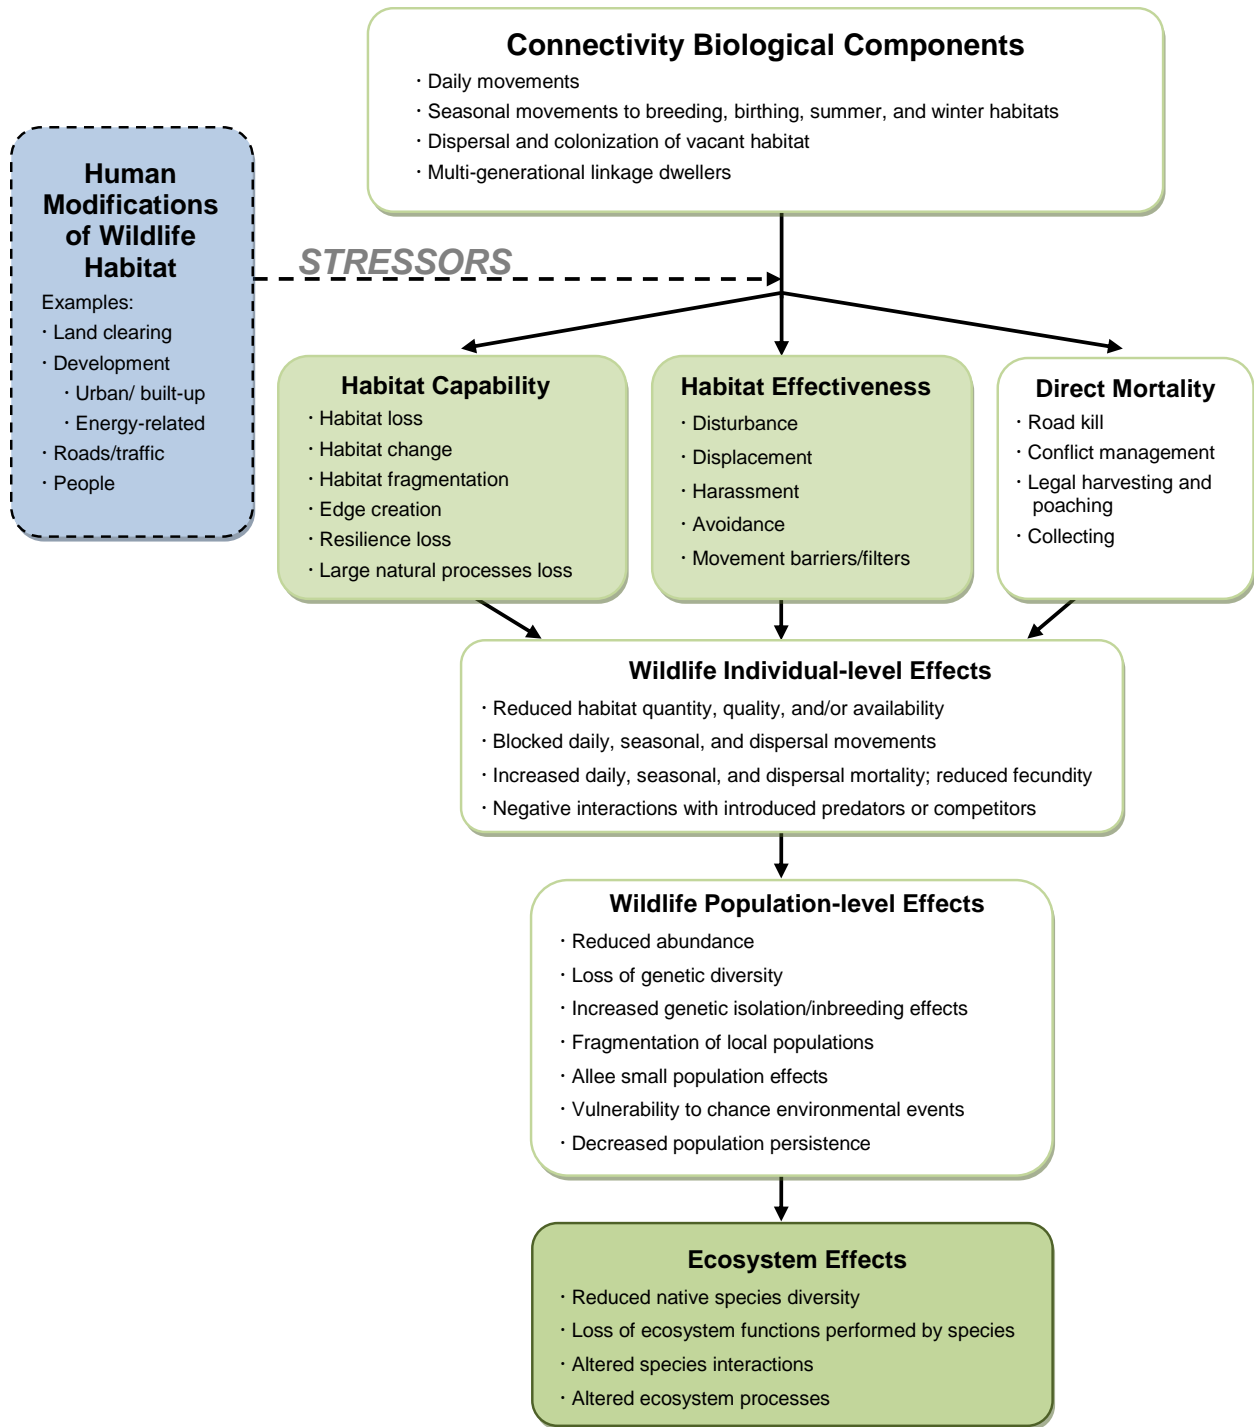 Connectivity Biological Components
· Daily movements
· Seasonal movements to breeding, birthing, summer, and winter habitats
· Dispersal and colonization of vacant habitat
· Multi-generational linkage dwellers
Human
Modifications
of Wildlife
Habitat
Examples:
· Land clearing
· Development
· Urban/ built-up
· Energy-related
· Roads/traffic
· People
STRESSORS
Habitat Capability
· Habitat loss
· Habitat change
· Habitat fragmentation
· Edge creation
· Resilience loss
· Large natural processes loss
Habitat Effectiveness
· Disturbance
· Displacement
· Harassment
· Avoidance
· Movement barriers/filters
Direct Mortality
· Road kill
· Conflict management
· Legal harvesting and
poaching
· Collecting
Wildlife Individual-level Effects
· Reduced habitat quantity, quality, and/or availability
· Blocked daily, seasonal, and dispersal movements
· Increased daily, seasonal, and dispersal mortality; reduced fecundity
· Negative interactions with introduced predators or competitors
Wildlife Population-level Effects
· Reduced abundance
· Loss of genetic diversity
· Increased genetic isolation/inbreeding effects
· Fragmentation of local populations
· Allee small population effects
· Vulnerability to chance environmental events
· Decreased population persistence
Ecosystem Effects
· Reduced native species diversity
· Loss of ecosystem functions performed by species
· Altered species interactions
· Altered ecosystem processes